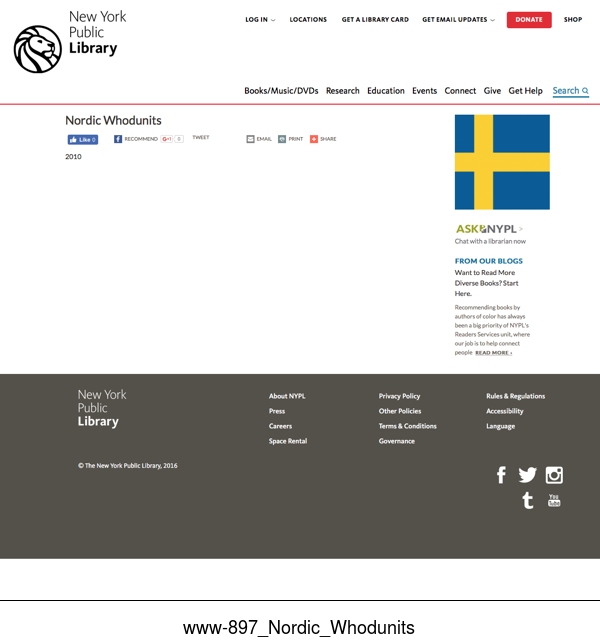 New York
Public
Library
LOG IN
LOCATIONS
GET A LIBRARY CARD
GET EMAIL UPDATES
DONATE
SHOP
Books/Music/DVDs Research Education Events Connect Give Get Help Search
Nordic Whodunits
Like 0
RECOMMEND
G+1 0
TWEET
EMAIL
PRINT
SHARE
2010
ASK NYPL >
Chat with a librarian now
FROM OUR BLOGS
Want to Read More
Diverse Books? Start
Here.
Recommending books by
authors of color has always
been a big priority of NYPL's
Readers Services unit, where
our job is to help connect
people READ MORE ›
New York
Public
Library
© The New York Public Library, 2016
About NYPL
Press
Careers
Space Rental
Privacy Policy
Other Policies
Terms & Conditions
Governance
Rules & Regulations
Accessibility
Language
You
Tube
www-897_Nordic_Whodunits